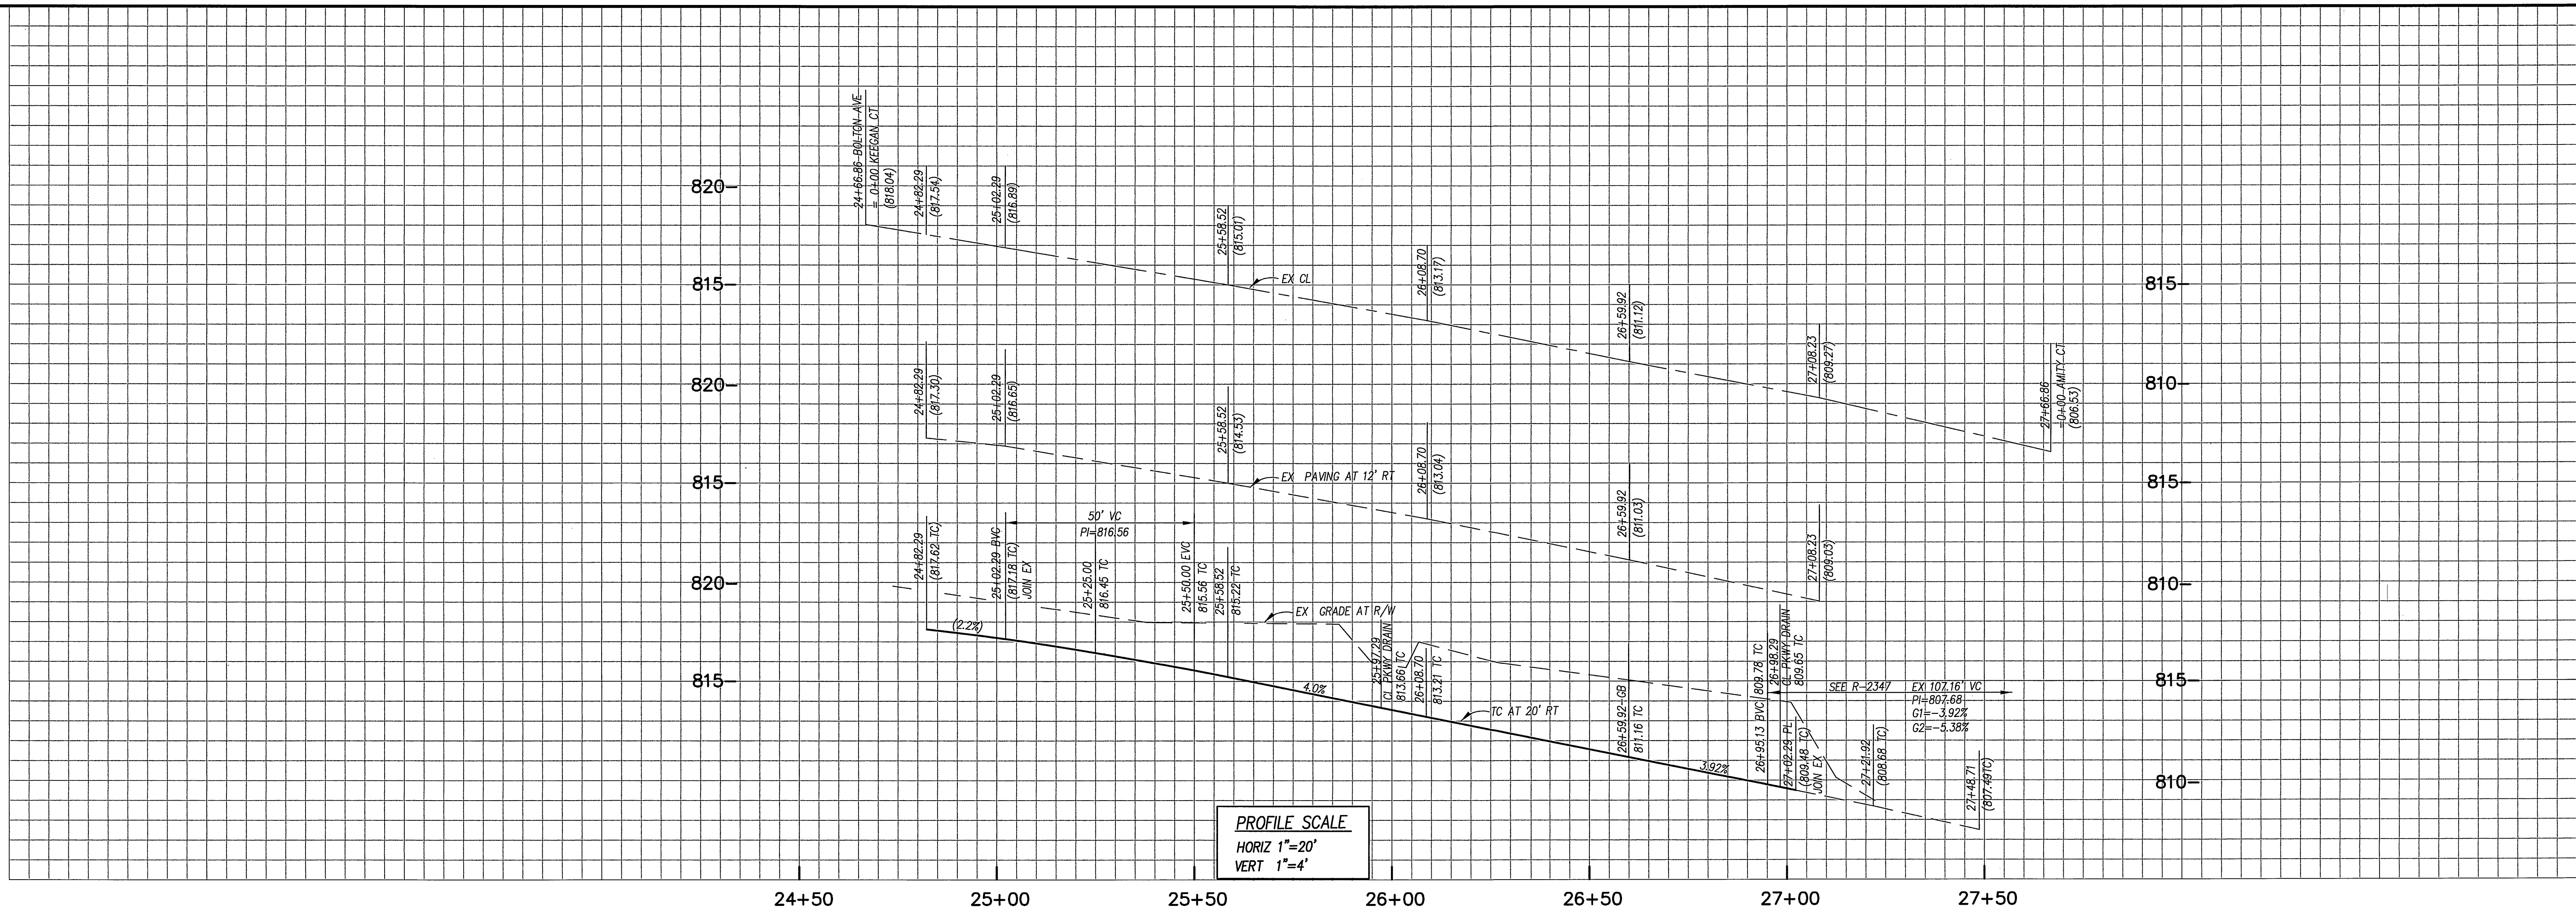 24+66.86 BOLTON AVE
= 0+00 KEEGAN CT
(818.04)
24+82.29
(817.54)
25+02.29
(816.89)
25+58.52
(815.01)
26+08.70
(813.17)
26+59.92
(811.12)
27+08.23
(809.27)
27+66.86
=0+00 AMITY CT
(806.53)
820-
815-
EX CL
815-
24+82.29
(817.30)
25+02.29
(816.65)
25+58.52
(814.53)
26+08.70
(813.04)
26+59.92
(811.03)
27+08.23
(809.03)
820-
815-
EX PAVING AT 12' RT
810-
815-
24+82.29
(817.62 TC)
25+02.29 BVC
(817.18 TC)
JOIN EX
50' VC
PI=816.56
25+25.00
816.45 TC
25+50.00 EVC
815.56 TC
25+58.52
815.22 TC
820-
815-
(2.2%)
EX GRADE AT R/W
25+97.29
CL PKWY DRAIN
813.66 TC
26+08.70
813.21 TC
4.0%
TC AT 20' RT
26+59.92 GB
811.16 TC
3.92%
26+95.13 BVC 809.78 TC
26+98.29
CL PKWY DRAIN
809.65 TC
27+02.29 PL
(809.48 TC)
JOIN EX
SEE R-2347 EX 107.16' VC
PI=807.68
G1=-3.92%
G2=-5.38%
27+21.92
(808.68 TC)
27+48.71
(807.49TC)
810-
815-
810-
PROFILE SCALE
HORIZ 1"=20'
VERT 1"=4'
24+50 25+00 25+50 26+00 26+50 27+00 27+50